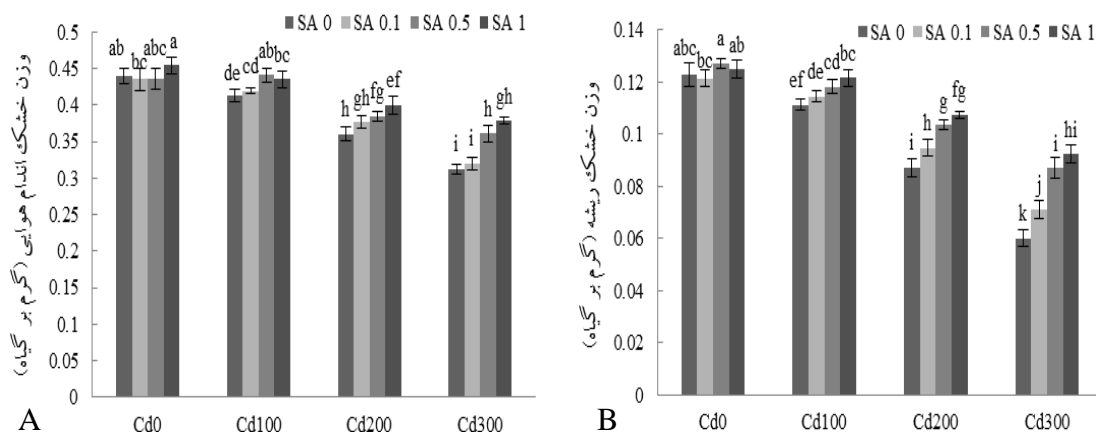 SA 0 SA 0.1 SA 0.5 SA 1
وزن خشک اندام هوایی (گرم بر گیاه)
0.5
0.45
0.4
0.35
0.3
0.25
0.2
0.15
0.1
0.05
0
ab bc abc a
de cd ab bc
h gh fg ef
i i h gh
Cd0 Cd100 Cd200 Cd300
A
SA 0 SA 0.1 SA 0.5 SA 1
وزن خشک ریشه (گرم بر گیاه)
0.14
0.12
0.1
0.08
0.06
0.04
0.02
0
abc bc a ab
ef de cd bc
i h g fg
k j i hi
Cd0 Cd100 Cd200 Cd300
B